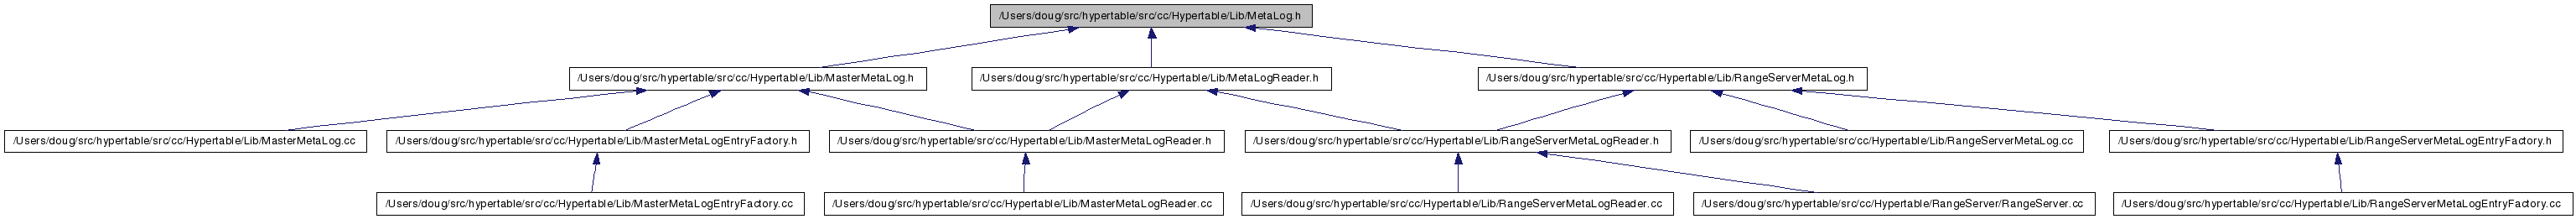 /Users/doug/src/hypertable/src/cc/Hypertable/Lib/MetaLog.h
/Users/doug/src/hypertable/src/cc/Hypertable/Lib/MasterMetaLog.h
/Users/doug/src/hypertable/src/cc/Hypertable/Lib/MetaLogReader.h
/Users/doug/src/hypertable/src/cc/Hypertable/Lib/RangeServerMetaLog.h
/Users/doug/src/hypertable/src/cc/Hypertable/Lib/MasterMetaLog.cc
/Users/doug/src/hypertable/src/cc/Hypertable/Lib/MasterMetaLogEntryFactory.h
/Users/doug/src/hypertable/src/cc/Hypertable/Lib/MasterMetaLogReader.h
/Users/doug/src/hypertable/src/cc/Hypertable/Lib/RangeServerMetaLogReader.h
/Users/doug/src/hypertable/src/cc/Hypertable/Lib/RangeServerMetaLog.cc
/Users/doug/src/hypertable/src/cc/Hypertable/Lib/RangeServerMetaLogEntryFactory.h
/Users/doug/src/hypertable/src/cc/Hypertable/Lib/MasterMetaLogEntryFactory.cc
/Users/doug/src/hypertable/src/cc/Hypertable/Lib/MasterMetaLogReader.cc
/Users/doug/src/hypertable/src/cc/Hypertable/Lib/RangeServerMetaLogReader.cc
/Users/doug/src/hypertable/src/cc/Hypertable/RangeServer/RangeServer.cc
/Users/doug/src/hypertable/src/cc/Hypertable/Lib/RangeServerMetaLogEntryFactory.cc